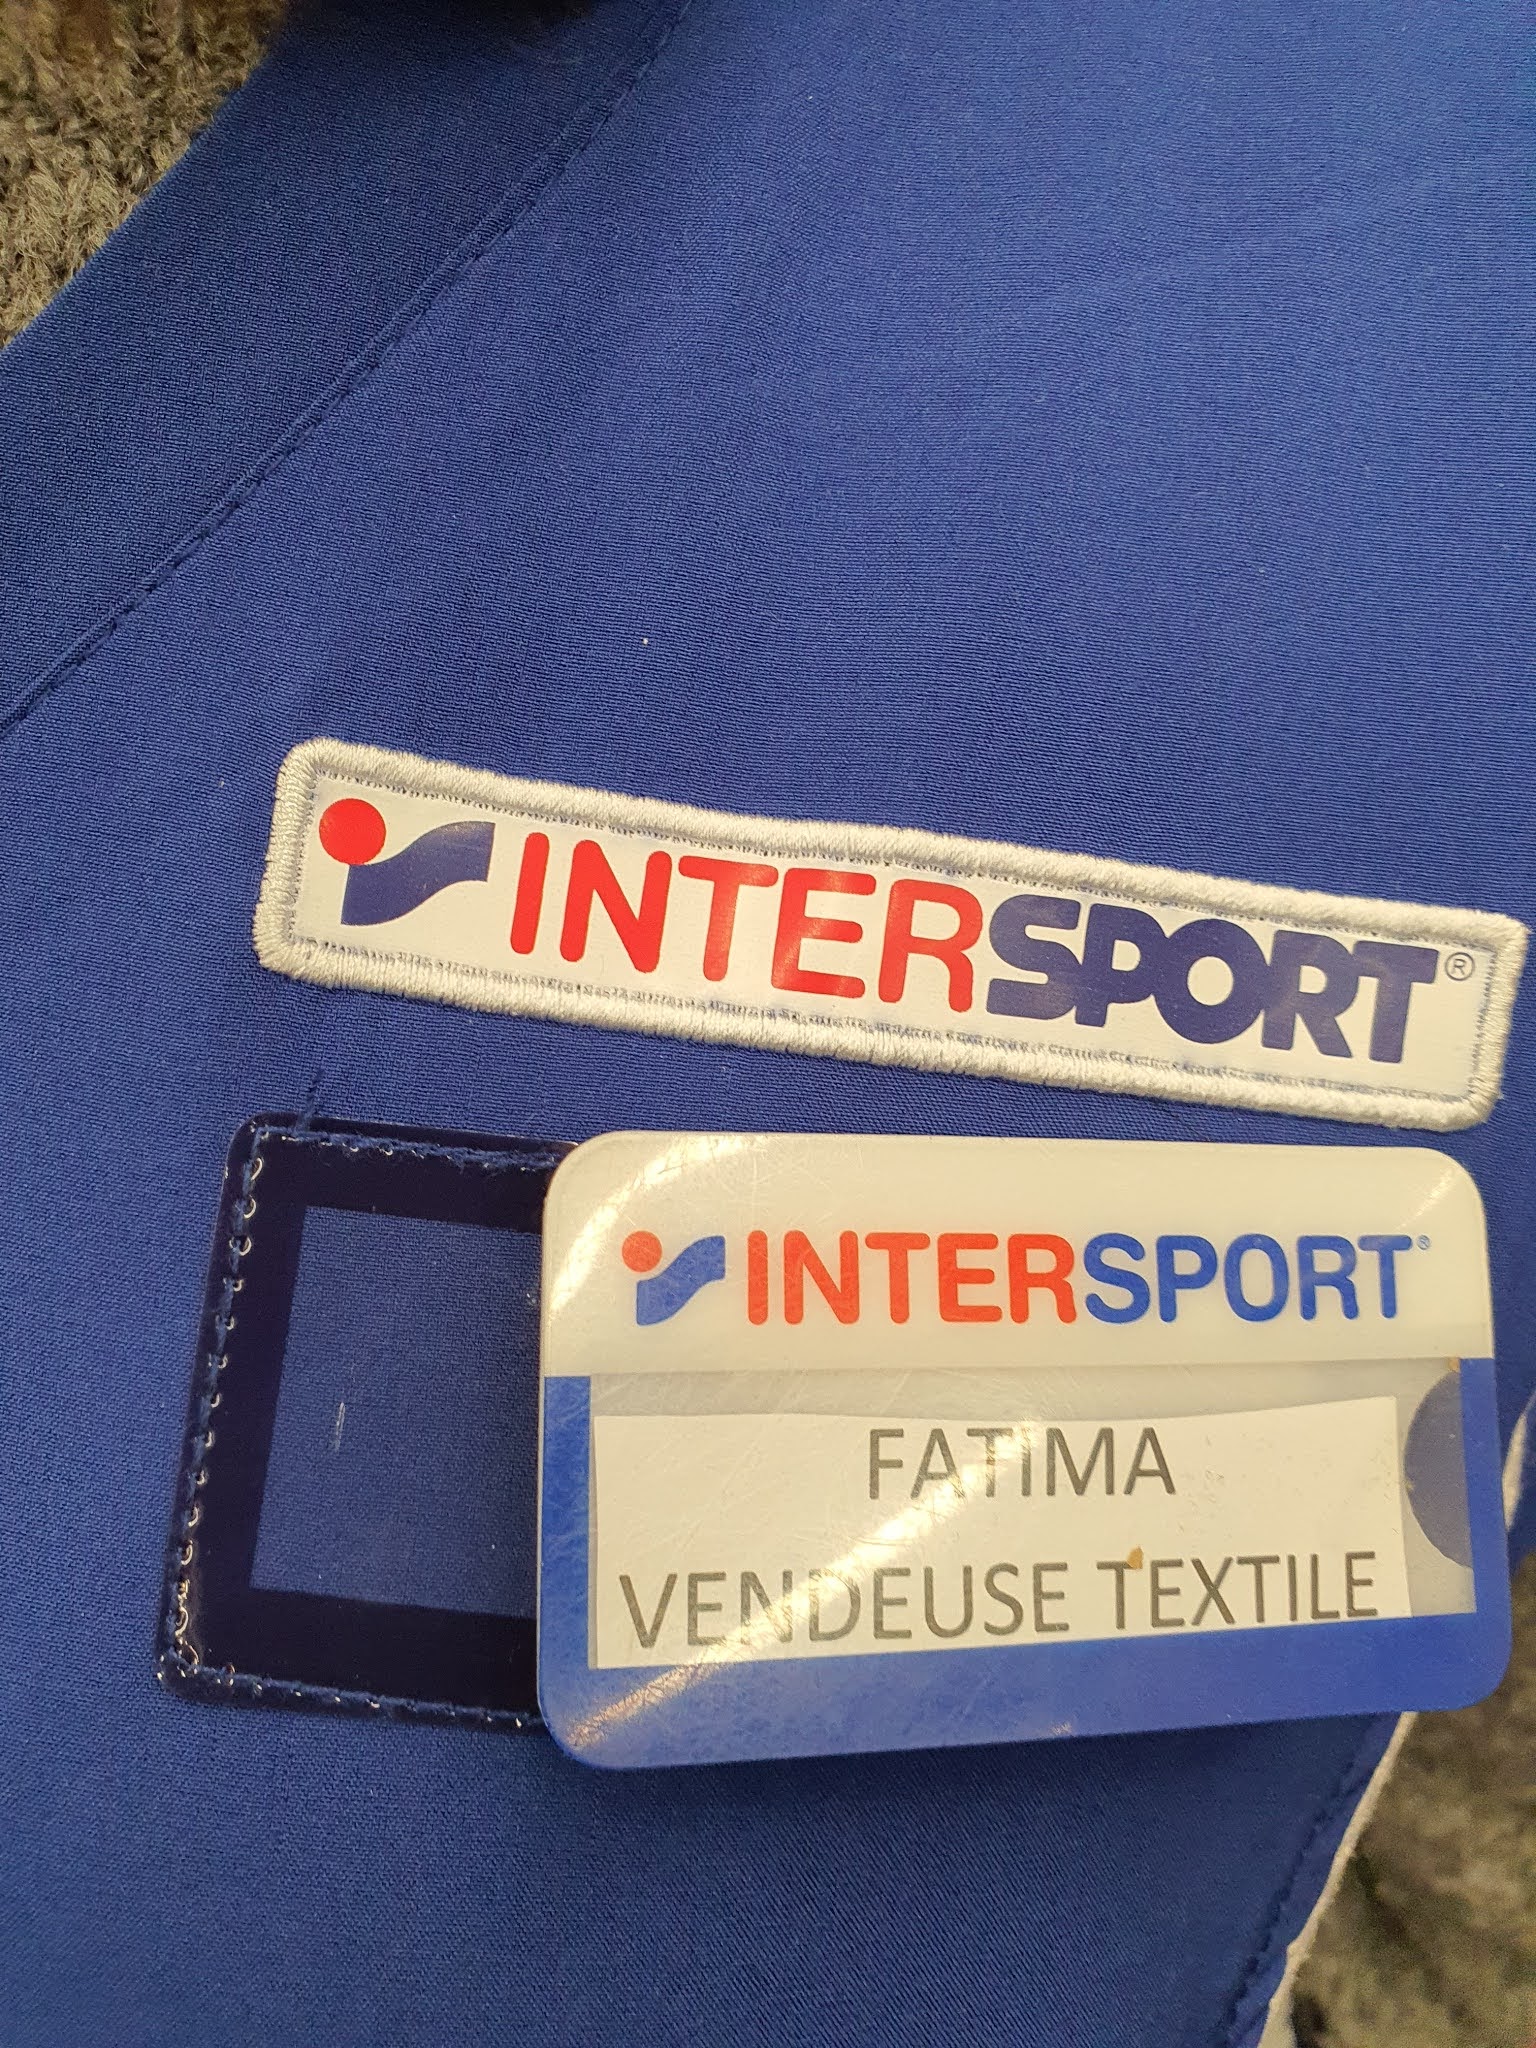 INTERSPORT®
INTERSPORT®
FATIMA
VENDEUSE TEXTILE